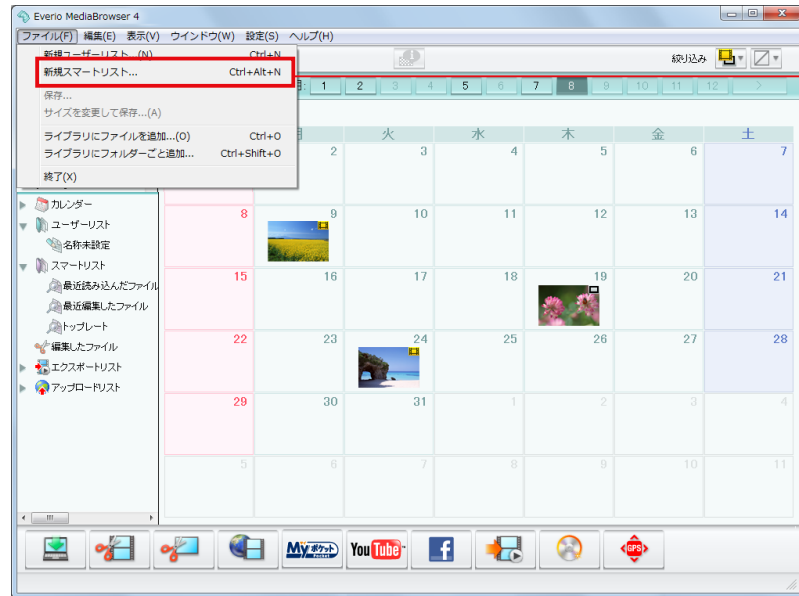 Everio MediaBrowser 4
ファイル(F) 編集(E) 表示(V) ウインドウ(W) 設定(S) ヘルプ(H)
新規ユーザーリスト...(N) Ctrl+N
新規スマートリスト... Ctrl+Alt+N
保存...
サイズを変更して保存...(A)
ライブラリにファイルを追加...(O) Ctrl+O
ライブラリにフォルダーごと追加... Ctrl+Shift+O
終了(X)
絞り込み
月: 1 2 3 4 5 6 7 8 9 10 11 12
火 水 木 金 土
2 3 4 5 6 7
8 9 10 11 12 13 14
15 16 17 18 19 20 21
22 23 24 25 26 27 28
29 30 31 1 2 3 4
5 6 7 8 9 10 11
カレンダー
ユーザーリスト
名称未設定
スマートリスト
最近読み込んだファイル
最近編集したファイル
トップレート
編集したファイル
エクスポートリスト
アップロードリスト
Myポケット Pocket YouTube f GPS